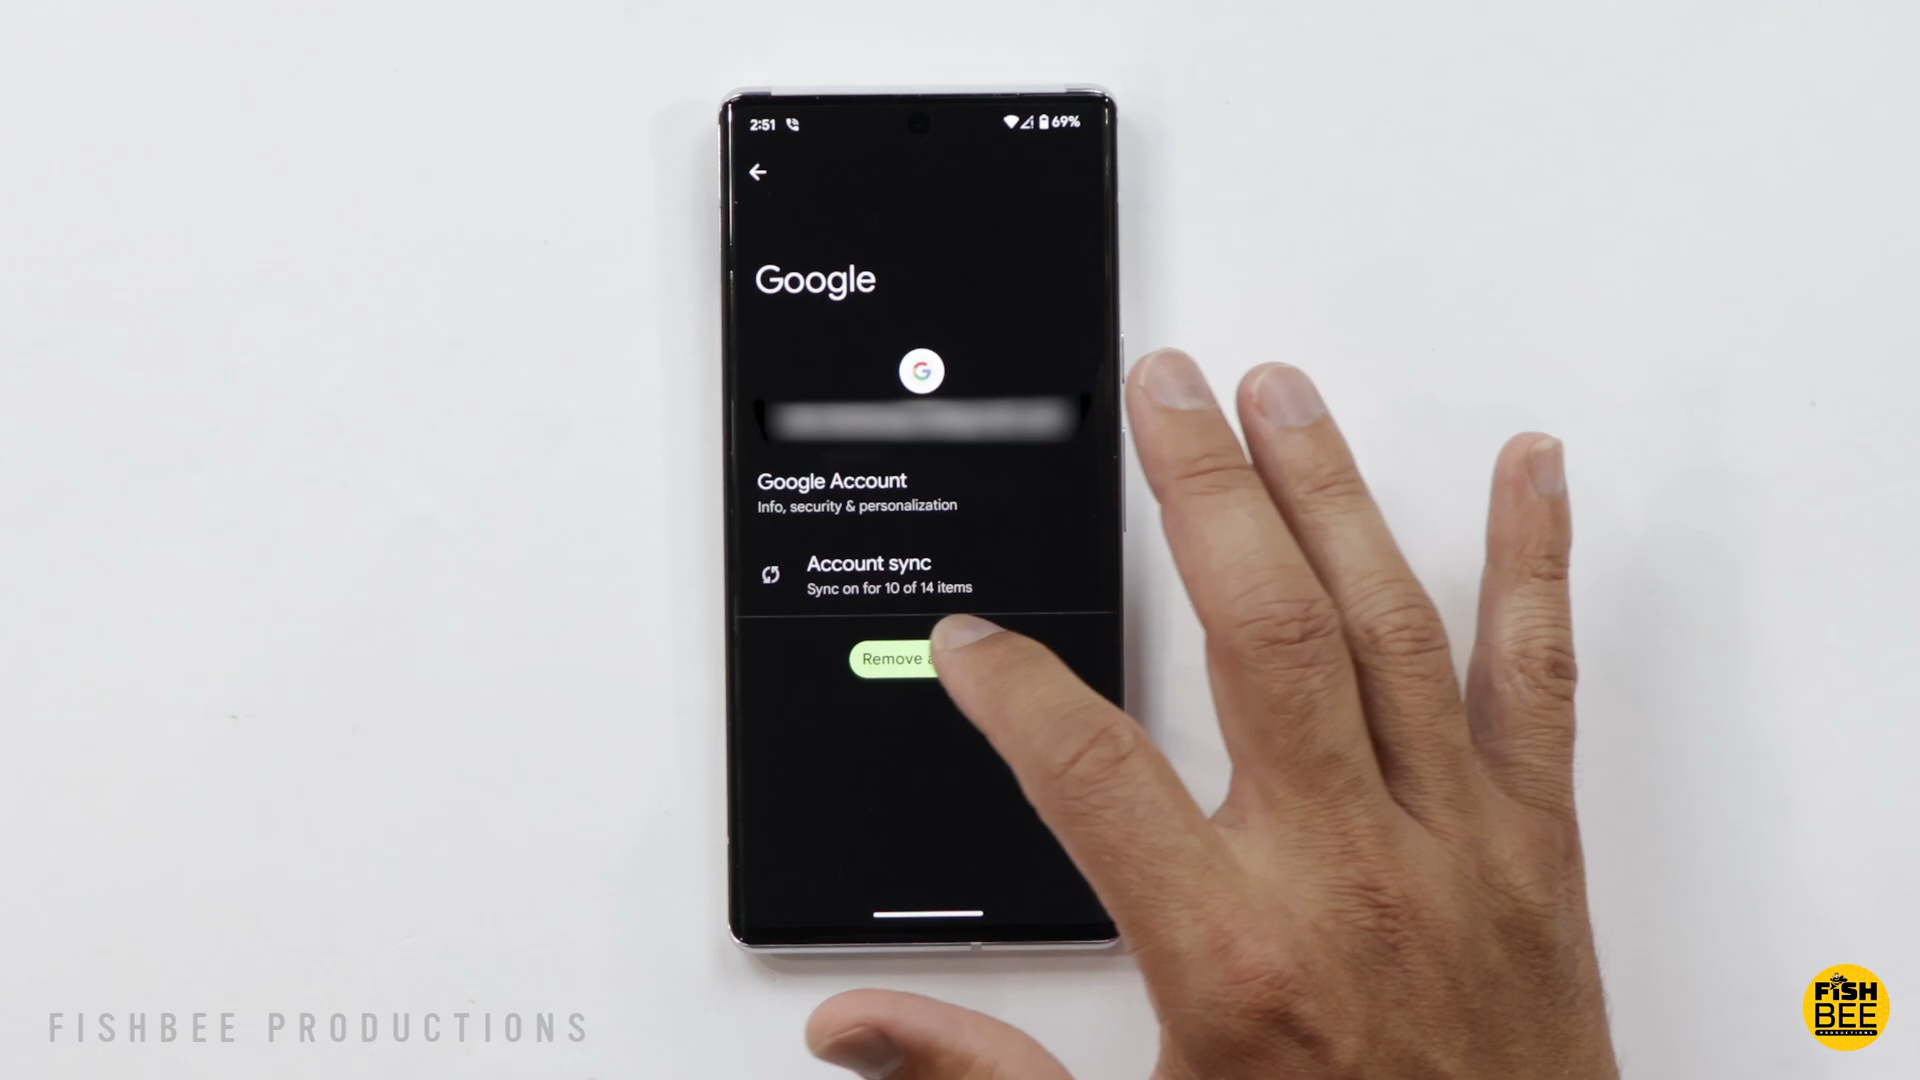 2:51
69%
Google
Google Account
Info, security & personalization
Account sync
Sync on for 10 of 14 items
Remove
FISHBEE PRODUCTIONS
FISH
BEE
PRODUCTIONS